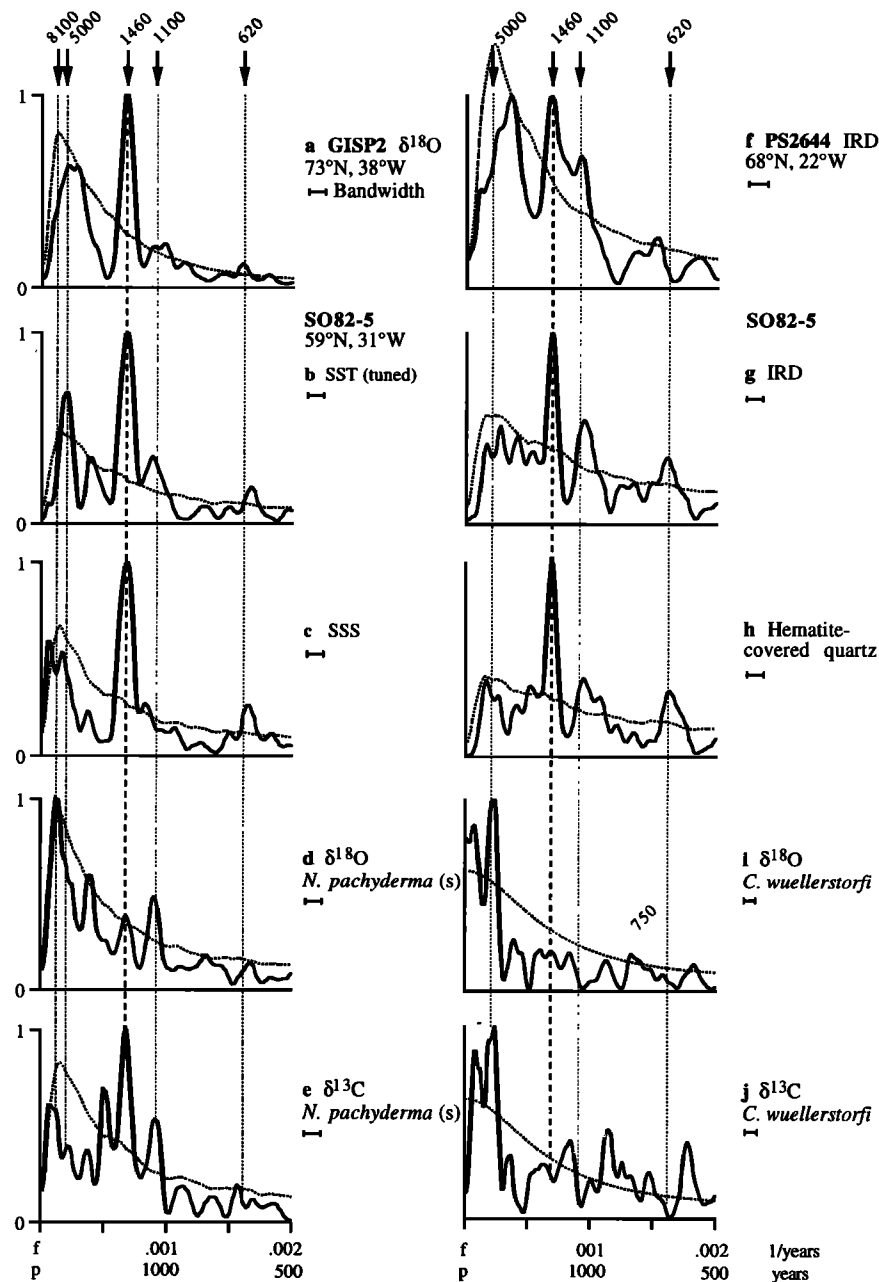 8100 5000 1460 1100 620
5000 1460 1100 620
1
0
a GISP2 δ¹⁸O
73°N, 38°W
Bandwidth
f PS2644 IRD
68°N, 22°W
SO82-5
59°N, 31°W
1
0
b SST (tuned)
SO82-5
g IRD
1
0
c SSS
h Hematite-
covered quartz
1
0
d δ¹⁸O
N. pachyderma (s)
i δ¹⁸O
C. wuellerstorfi
750
1
0
e δ¹³C
N. pachyderma (s)
j δ¹³C
C. wuellerstorfi
f .001 .002
p 1000 500
f .001 .002 1/years
p 1000 500 years